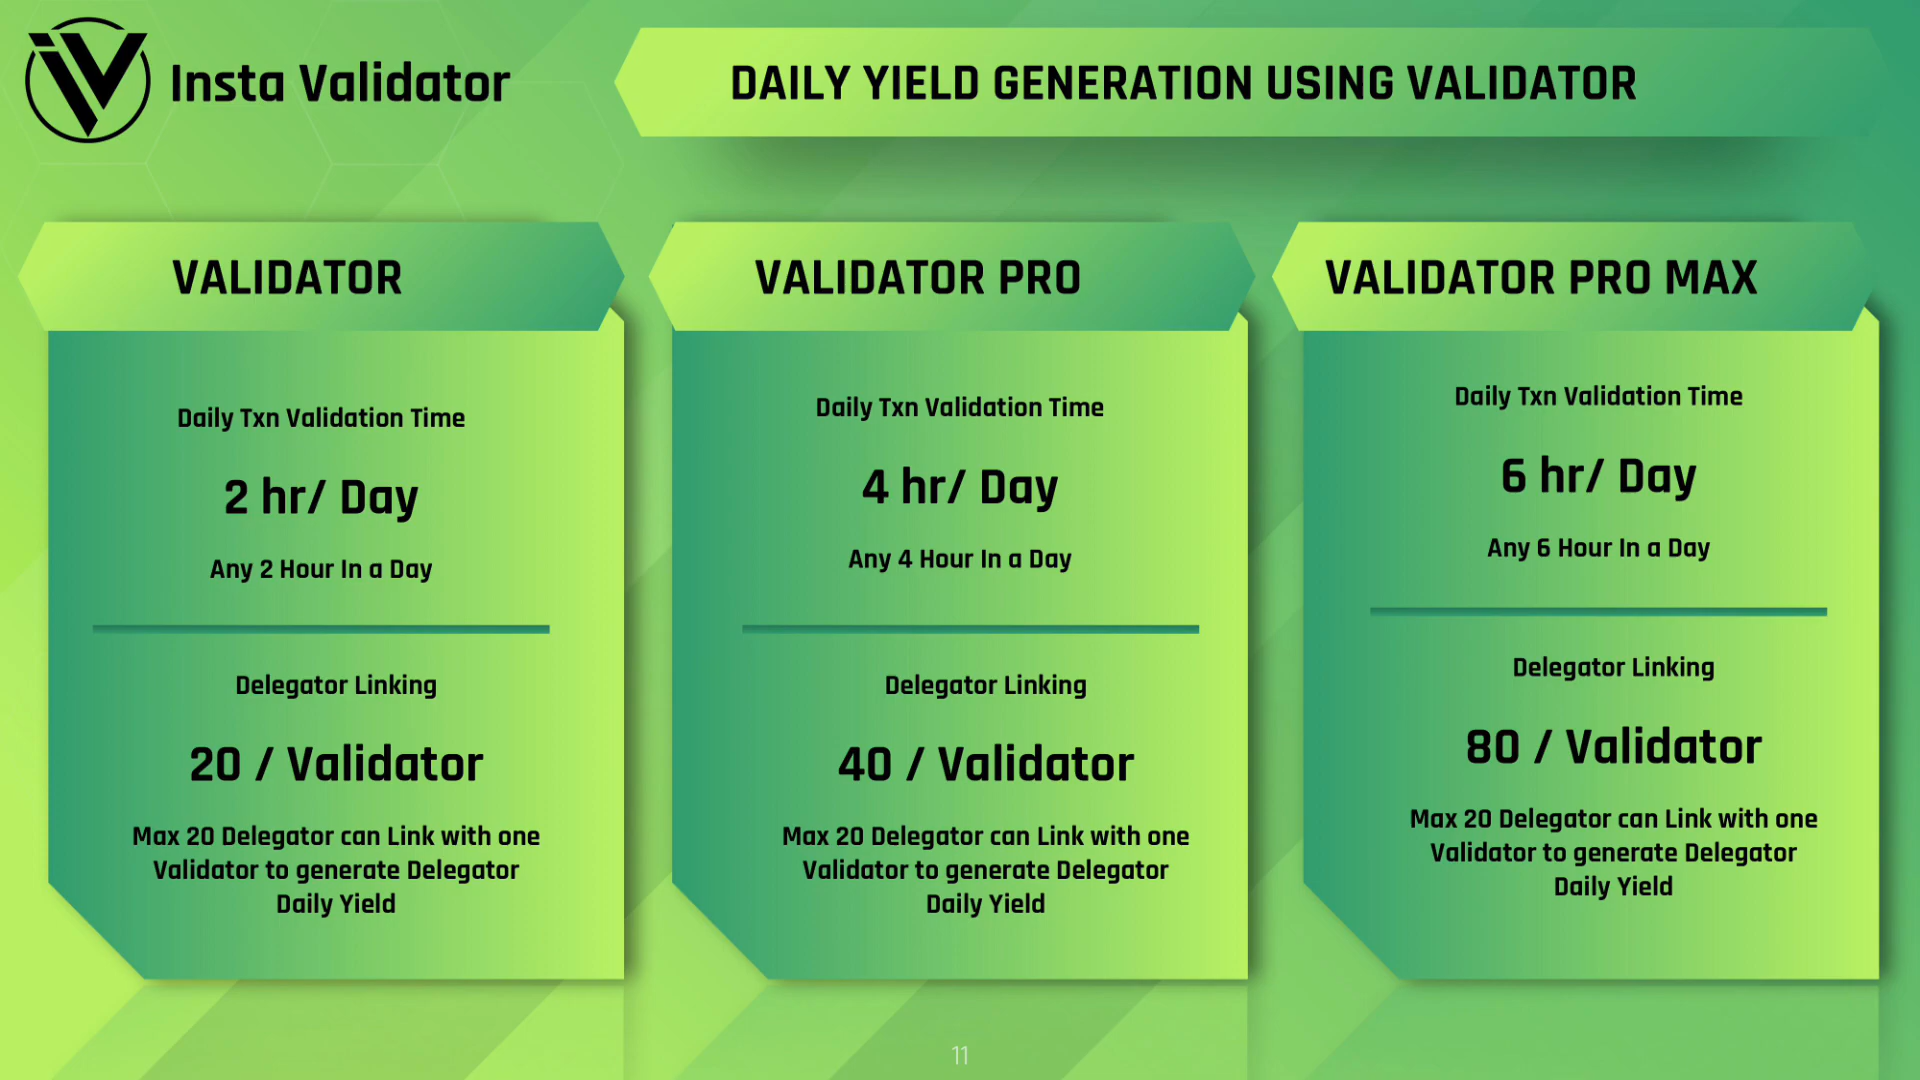 Insta Validator
DAILY YIELD GENERATION USING VALIDATOR
VALIDATOR
Daily Txn Validation Time
2 hr/ Day
Any 2 Hour In a Day
Delegator Linking
20 / Validator
Max 20 Delegator can Link with one
Validator to generate Delegator
Daily Yield
VALIDATOR PRO
Daily Txn Validation Time
4 hr/ Day
Any 4 Hour In a Day
Delegator Linking
40 / Validator
Max 20 Delegator can Link with one
Validator to generate Delegator
Daily Yield
VALIDATOR PRO MAX
Daily Txn Validation Time
6 hr/ Day
Any 6 Hour In a Day
Delegator Linking
80 / Validator
Max 20 Delegator can Link with one
Validator to generate Delegator
Daily Yield
11